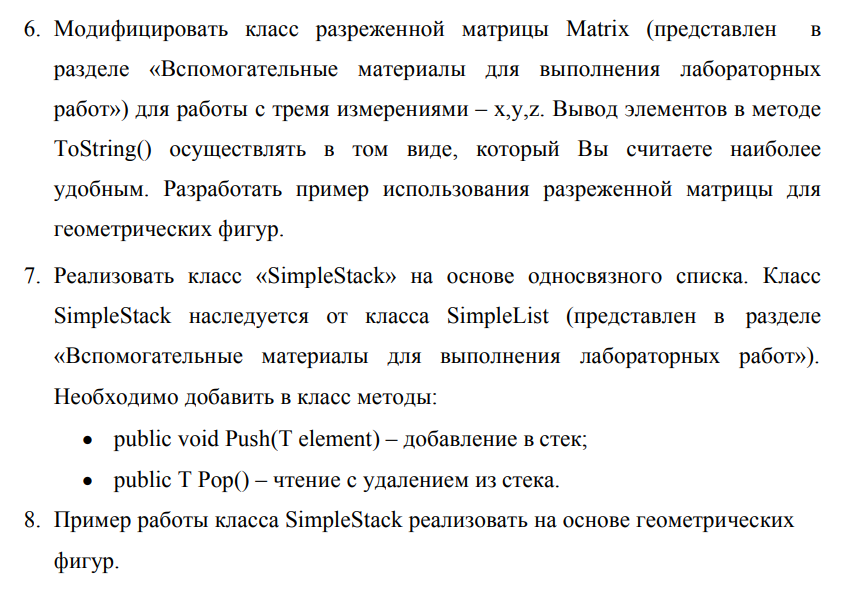 6. Модифицировать класс разреженной матрицы Matrix (представлен в
разделе «Вспомогательные материалы для выполнения лабораторных
работ») для работы с тремя измерениями – x,y,z. Вывод элементов в методе
ToString() осуществлять в том виде, который Вы считаете наиболее
удобным. Разработать пример использования разреженной матрицы для
геометрических фигур.
7. Реализовать класс «SimpleStack» на основе односвязного списка. Класс
SimpleStack наследуется от класса SimpleList (представлен в разделе
«Вспомогательные материалы для выполнения лабораторных работ»).
Необходимо добавить в класс методы:
• public void Push(T element) – добавление в стек;
• public T Pop() – чтение с удалением из стека.
8. Пример работы класса SimpleStack реализовать на основе геометрических
фигур.